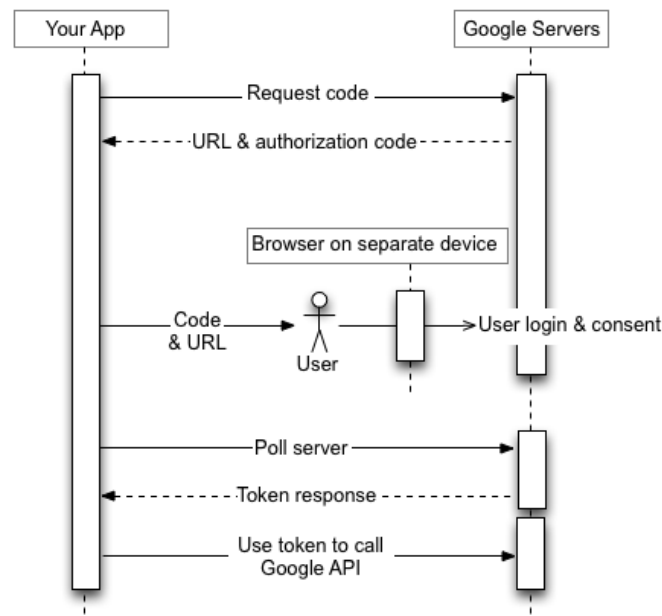 Your App
Google Servers
Request code
URL & authorization code
Browser on separate device
Code
& URL
User
User login & consent
Poll server
Token response
Use token to call
Google API